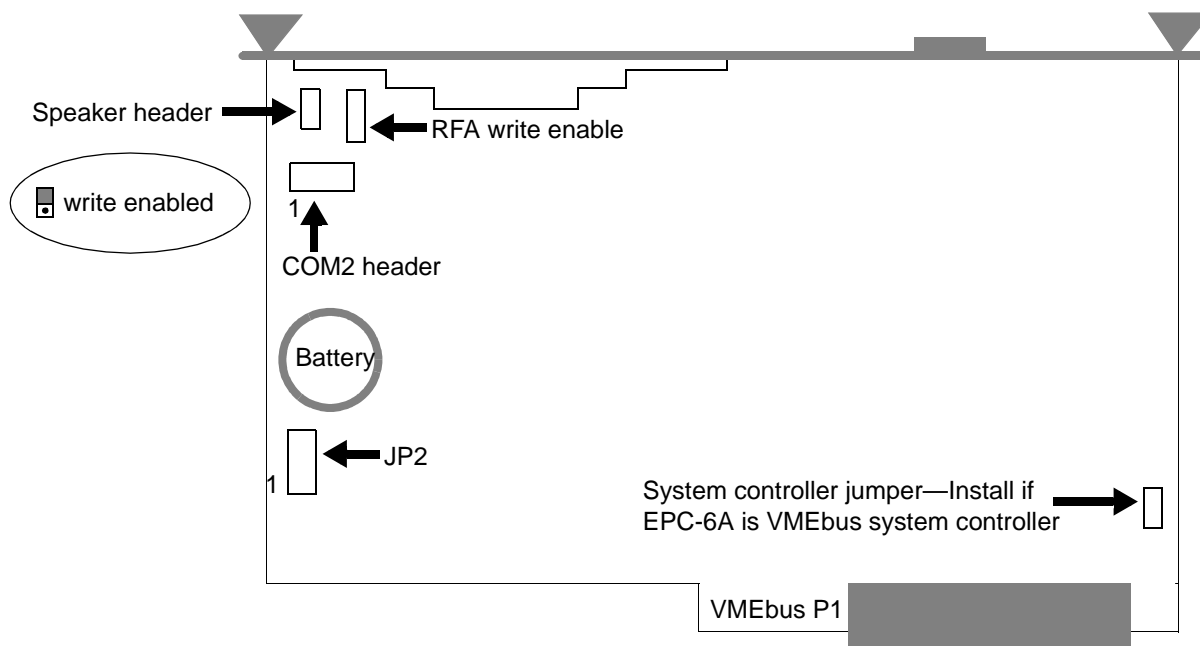 Speaker header
RFA write enable
write enabled
1
COM2 header
Battery
JP2
1
System controller jumper—Install if
EPC-6A is VMEbus system controller
VMEbus P1